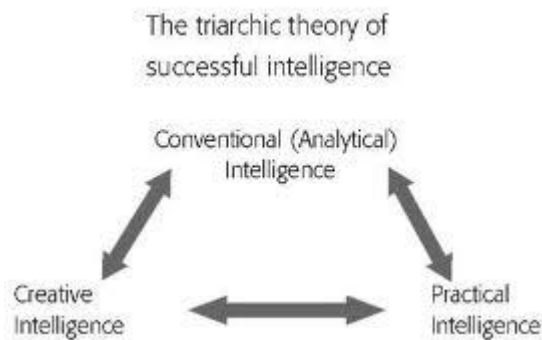 The triarchic theory of
successful intelligence
Conventional (Analytical)
Intelligence
Creative
Intelligence
Practical
Intelligence